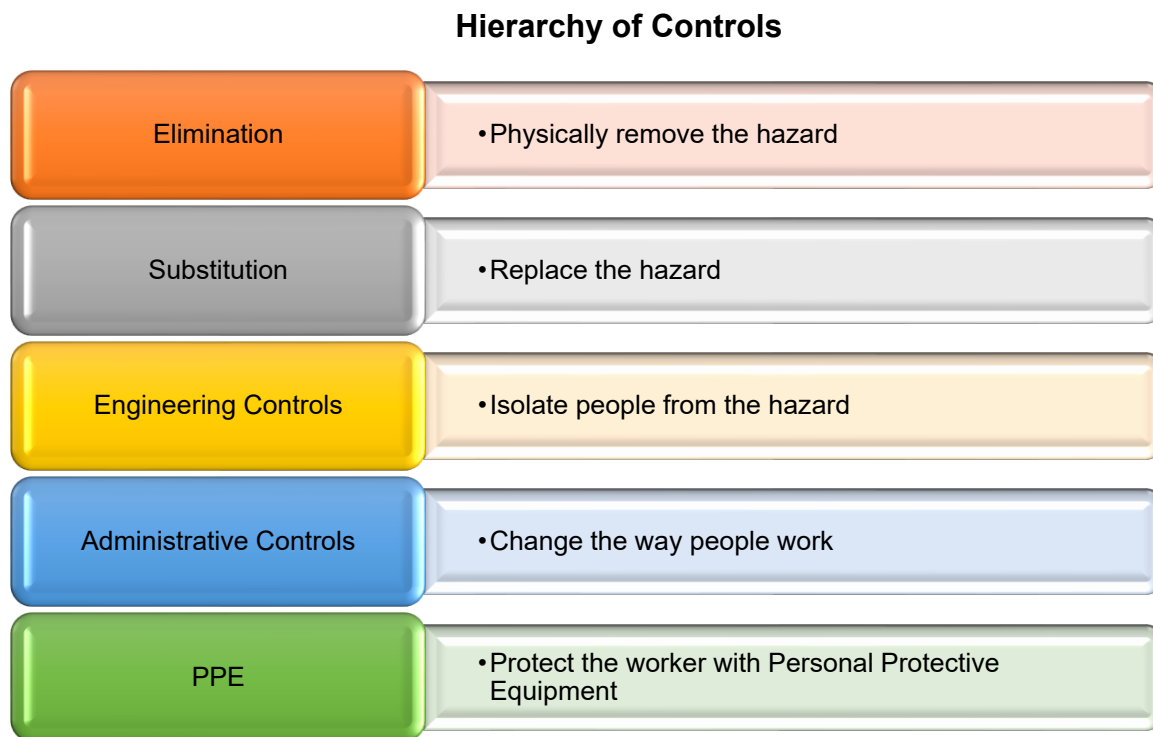 Hierarchy of Controls
Elimination
•Physically remove the hazard
Substitution
•Replace the hazard
Engineering Controls
•Isolate people from the hazard
Administrative Controls
•Change the way people work
PPE
•Protect the worker with Personal Protective
Equipment